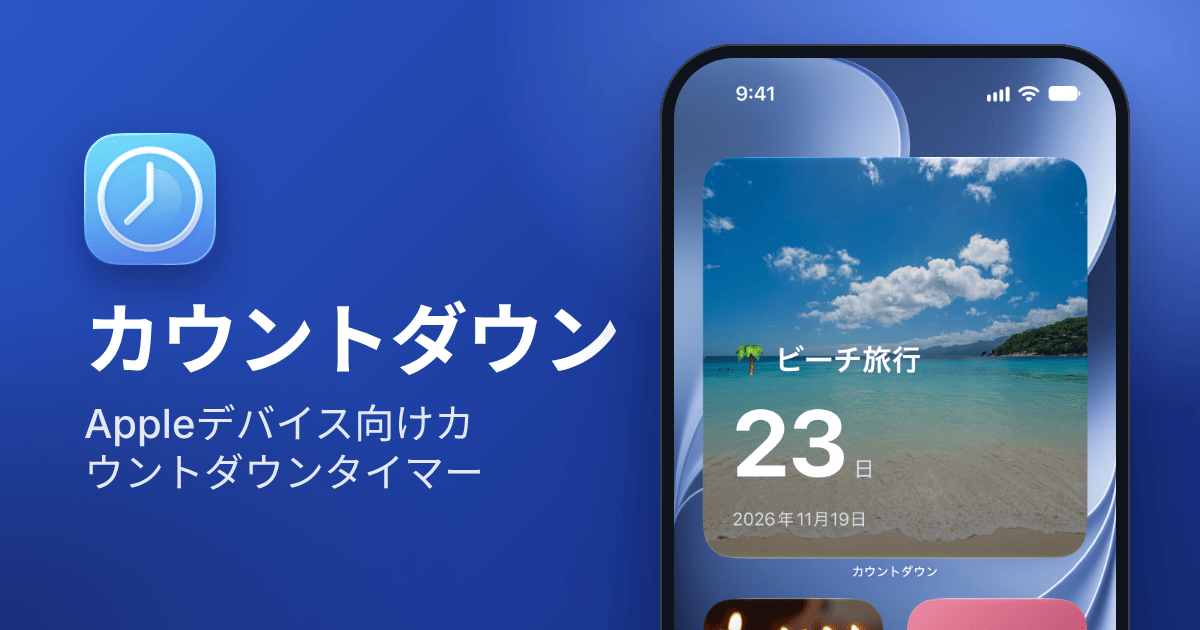 カウントダウン
Appleデバイス向けカ
ウントダウンタイマー
9:41
🌴 ビーチ旅行
23日
2026年11月19日
カウントダウン